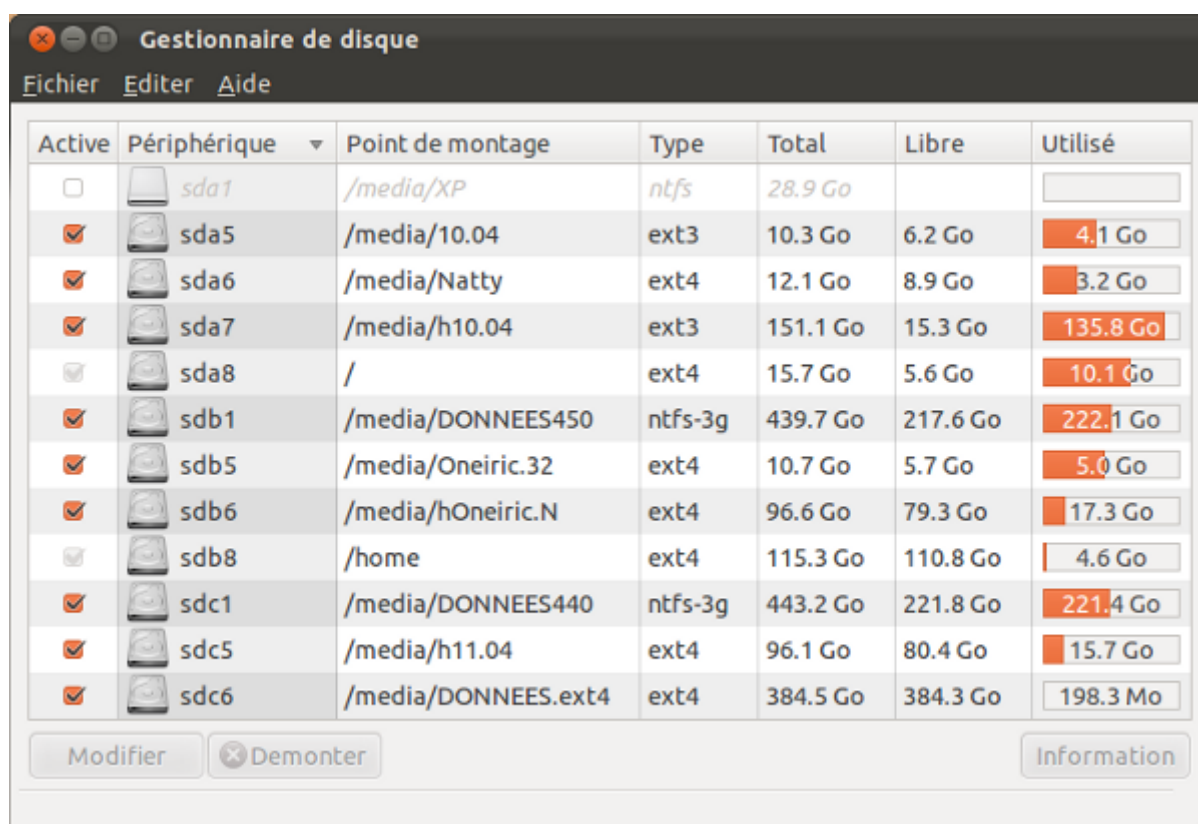 Gestionnaire de disque
Fichier Editer Aide
Active Périphérique Point de montage Type Total Libre Utilisé
sda1 /media/XP ntfs 28.9 Go
sda5 /media/10.04 ext3 10.3 Go 6.2 Go 4.1 Go
sda6 /media/Natty ext4 12.1 Go 8.9 Go 3.2 Go
sda7 /media/h10.04 ext3 151.1 Go 15.3 Go 135.8 Go
sda8 / ext4 15.7 Go 5.6 Go 10.1 Go
sdb1 /media/DONNEES450 ntfs-3g 439.7 Go 217.6 Go 222.1 Go
sdb5 /media/Oneiric.32 ext4 10.7 Go 5.7 Go 5.0 Go
sdb6 /media/hOneiric.N ext4 96.6 Go 79.3 Go 17.3 Go
sdb8 /home ext4 115.3 Go 110.8 Go 4.6 Go
sdc1 /media/DONNEES440 ntfs-3g 443.2 Go 221.8 Go 221.4 Go
sdc5 /media/h11.04 ext4 96.1 Go 80.4 Go 15.7 Go
sdc6 /media/DONNEES.ext4 ext4 384.5 Go 384.3 Go 198.3 Mo
Modifier Demonter Information